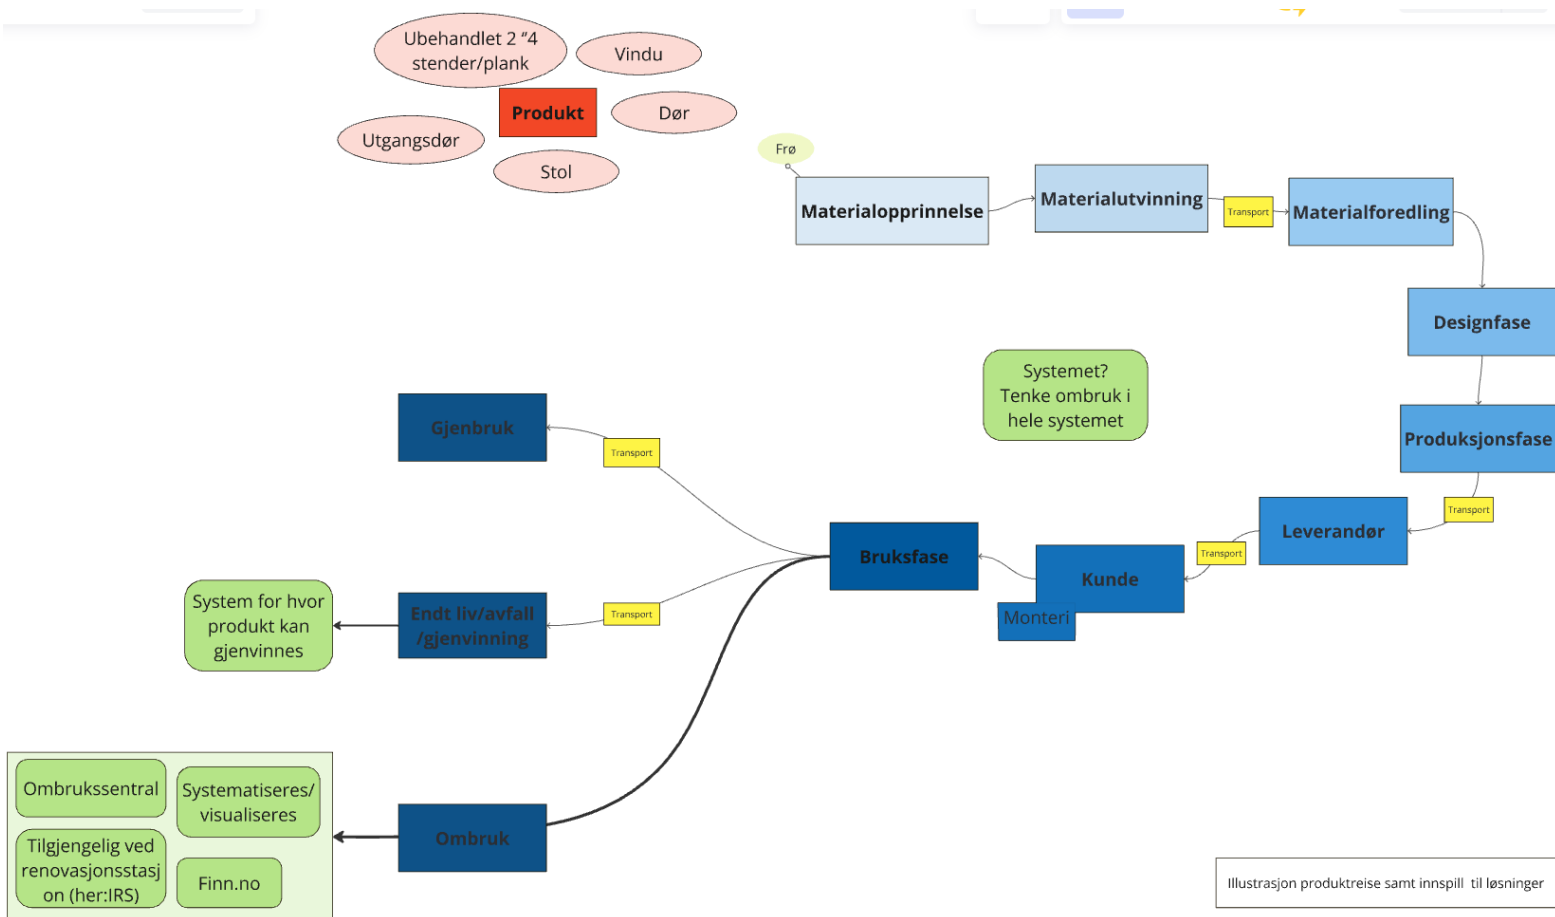 Ubehandlet 2 “4
stender/plank
Vindu
Produkt
Dør
Utgangsdør
Stol
Frø
Materialopprinnelse
Materialutvinning
Transport
Materialforedling
Designfase
Systemet?
Tenke ombruk i
hele systemet
Produksjonsfase
Transport
Leverandør
Transport
Kunde
Monteri
Bruksfase
Transport
Gjenbruk
Transport
Endt liv/avfall
/gjenvinning
System for hvor
produkt kan
gjenvinnes
Ombruk
Ombrukssentral
Systematiseres/
visualiseres
Tilgjengelig ved
renovasjonsstasj
on (her:IRS)
Finn.no
Illustrasjon produktreise samt innspill  til løsninger